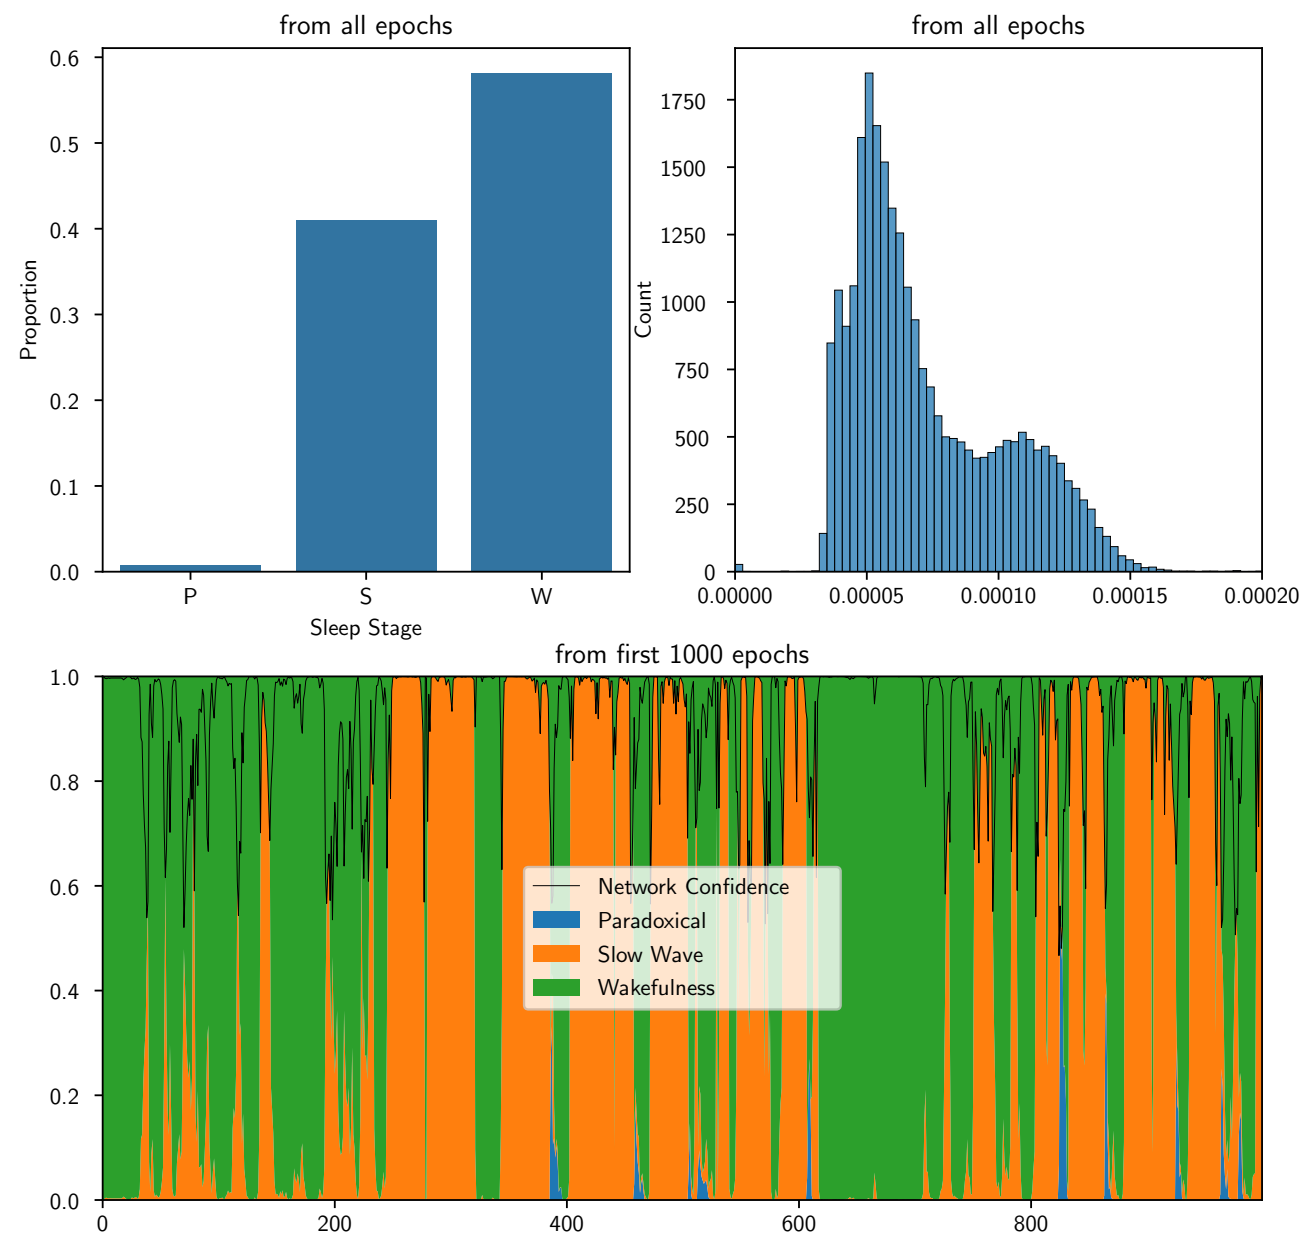 from all epochs
0.6
0.5
0.4
0.3
0.2
0.1
0.0
Proportion
P S W
Sleep Stage
from all epochs
1750
1500
1250
1000
750
500
250
0
Count
0.00000 0.00005 0.00010 0.00015 0.00020
from first 1000 epochs
1.0
0.8
0.6
0.4
0.2
0.0
Network Confidence
Paradoxical
Slow Wave
Wakefulness
0 200 400 600 800